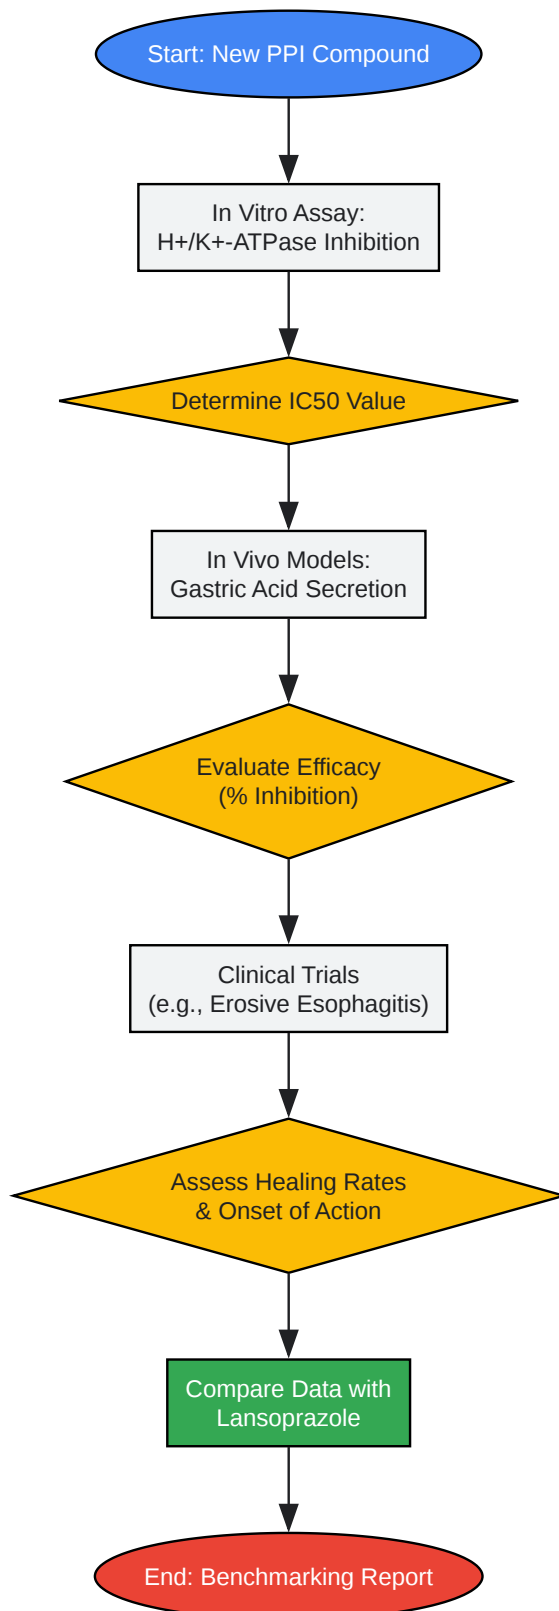 Start: New PPI Compound
In Vitro Assay:
H+/K+-ATPase Inhibition
Determine IC50 Value
In Vivo Models:
Gastric Acid Secretion
Evaluate Efficacy
(% Inhibition)
Clinical Trials
(e.g., Erosive Esophagitis)
Assess Healing Rates
& Onset of Action
Compare Data with
Lansoprazole
End: Benchmarking Report